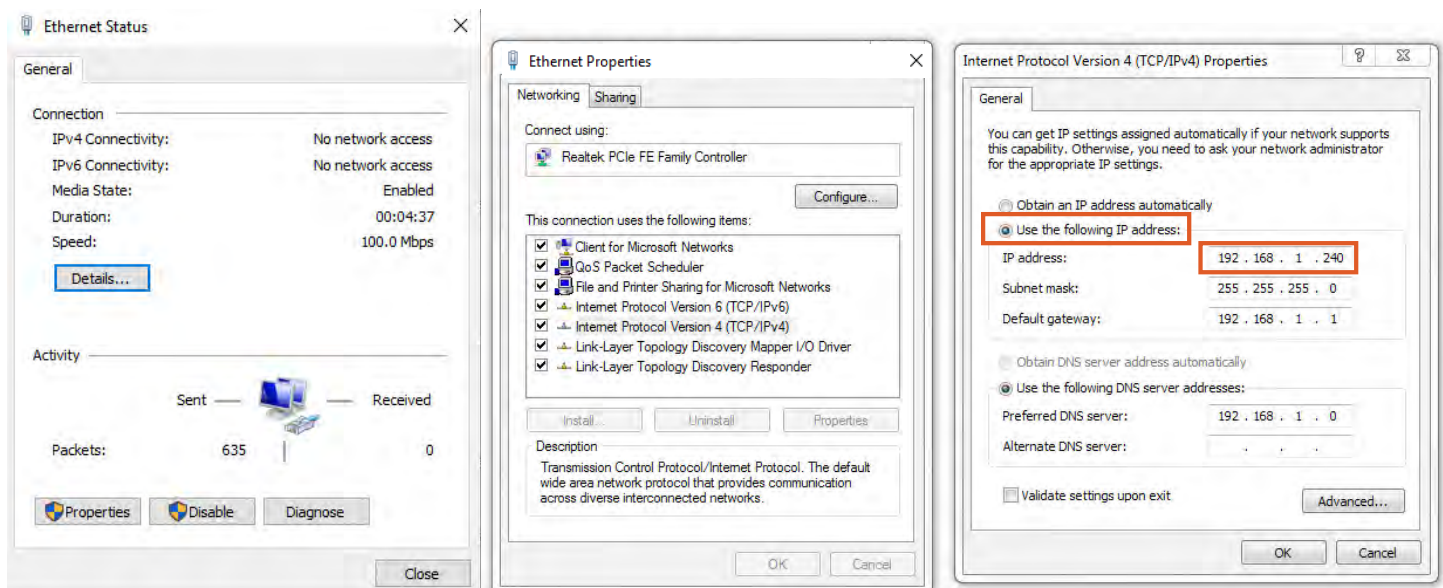 Ethernet Status
General
Connection
IPv4 Connectivity: No network access
IPv6 Connectivity: No network access
Media State: Enabled
Duration: 00:04:37
Speed: 100.0 Mbps
Details...
Activity
Sent Received
Packets: 635 0
Properties Disable Diagnose
Close
Ethernet Properties
Networking Sharing
Connect using:
Realtek PCIe FE Family Controller
Configure...
This connection uses the following items:
Client for Microsoft Networks
QoS Packet Scheduler
File and Printer Sharing for Microsoft Networks
Internet Protocol Version 6 (TCP/IPv6)
Internet Protocol Version 4 (TCP/IPv4)
Link-Layer Topology Discovery Mapper I/O Driver
Link-Layer Topology Discovery Responder
Install... Uninstall Properties
Description
Transmission Control Protocol/Internet Protocol. The default
wide area network protocol that provides communication
across diverse interconnected networks.
OK Cancel
Internet Protocol Version 4 (TCP/IPv4) Properties
General
You can get IP settings assigned automatically if your network supports
this capability. Otherwise, you need to ask your network administrator
for the appropriate IP settings.
Obtain an IP address automatically
Use the following IP address:
IP address: 192 . 168 . 1 . 240
Subnet mask: 255 . 255 . 255 . 0
Default gateway: 192 . 168 . 1 . 1
Obtain DNS server address automatically
Use the following DNS server addresses:
Preferred DNS server: 192 . 168 . 1 . 0
Alternate DNS server: . . .
Validate settings upon exit
Advanced...
OK Cancel